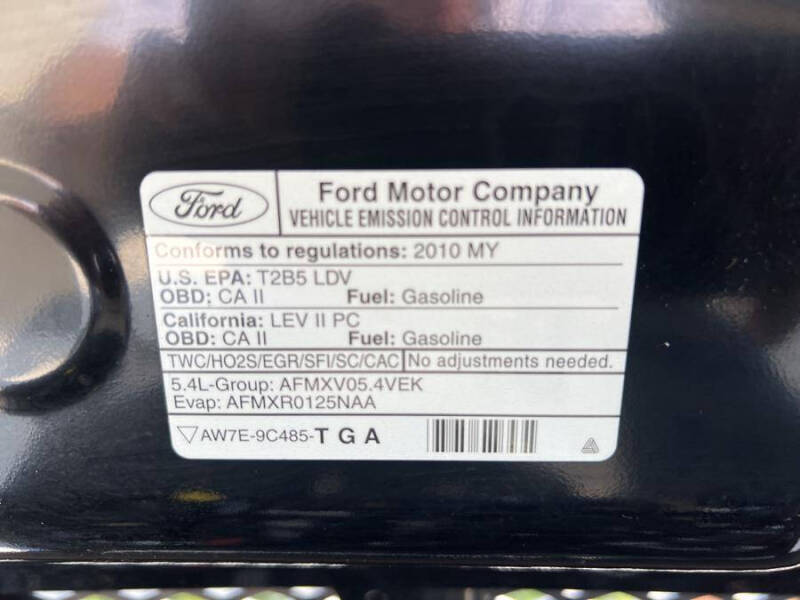 Ford
Ford Motor Company
VEHICLE EMISSION CONTROL INFORMATION
Conforms to regulations: 2010 MY
U.S. EPA: T2B5 LDV
OBD: CA II Fuel: Gasoline
California: LEV II PC
OBD: CA II Fuel: Gasoline
TWC/HO2S/EGR/SFI/SC/CAC No adjustments needed.
5.4L-Group: AFMXV05.4VEK
Evap: AFMXR0125NAA
AW7E-9C485-T G A